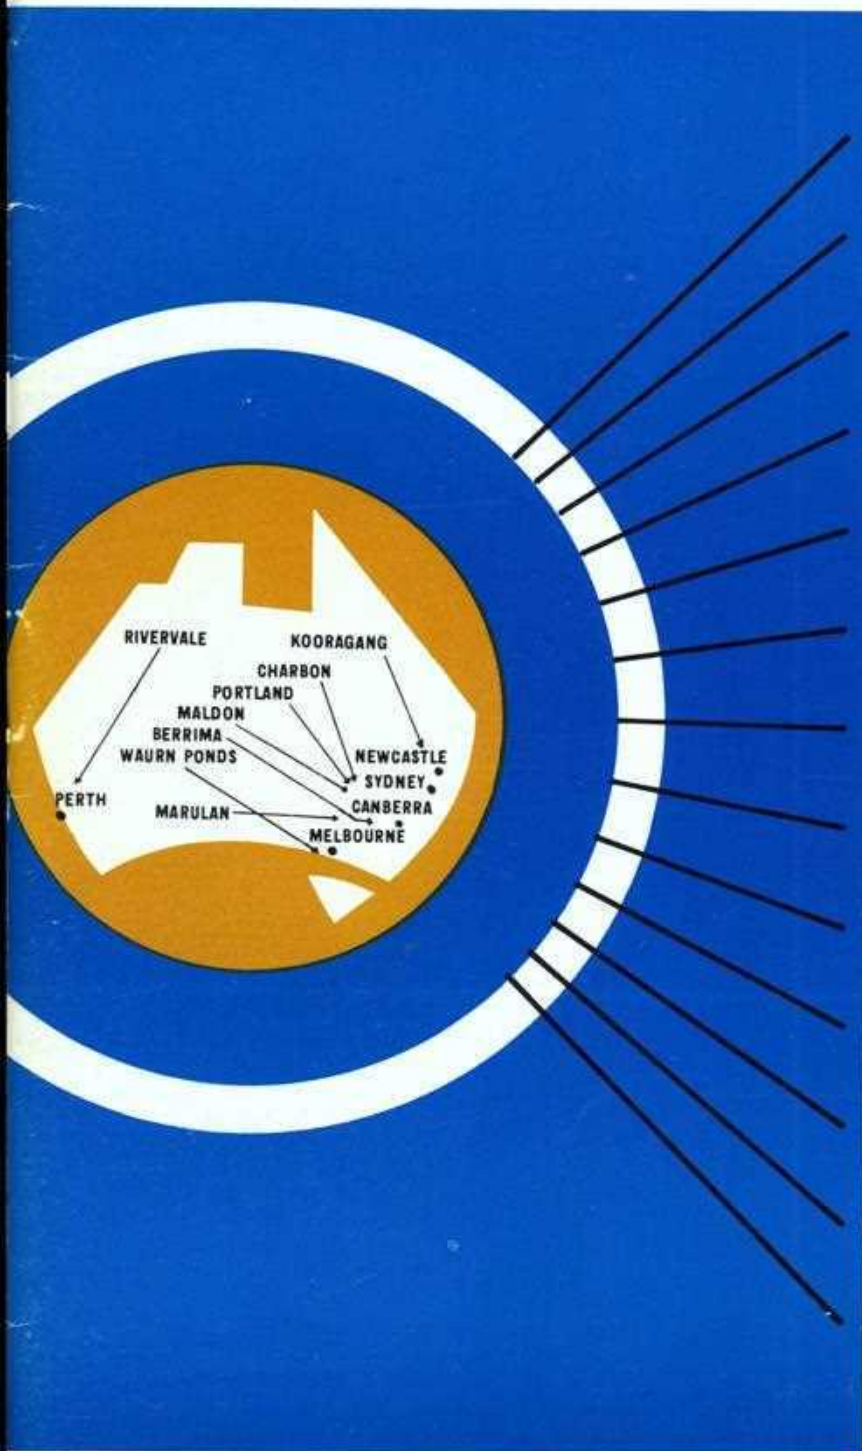 RIVERVALE
KOORAGANG
CHARBON
PORTLAND
MALDON
BERRIMA
WAURN PONDS
NEWCASTLE
SYDNEY
PERTH
CANBERRA
MARULAN
MELBOURNE